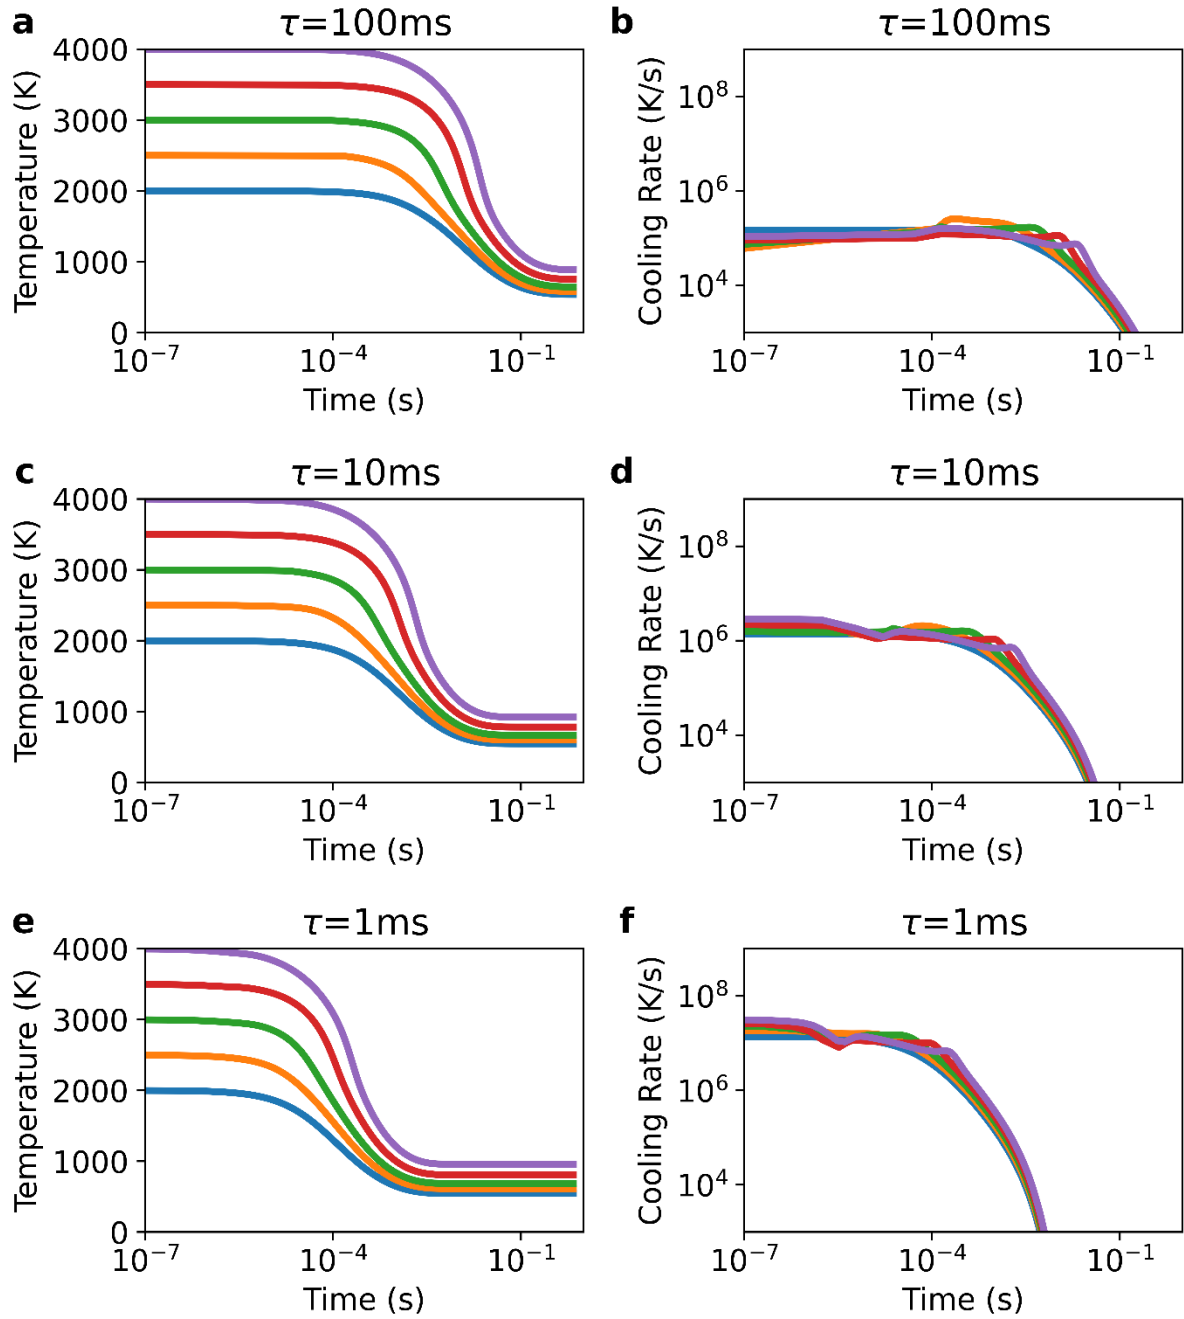 a τ=100ms
4000
3000
2000
1000
0
Temperature (K)
10⁻⁷ 10⁻⁴ 10⁻¹
Time (s)
b τ=100ms
10⁸
10⁶
10⁴
Cooling Rate (K/s)
10⁻⁷ 10⁻⁴ 10⁻¹
Time (s)
c τ=10ms
4000
3000
2000
1000
0
Temperature (K)
10⁻⁷ 10⁻⁴ 10⁻¹
Time (s)
d τ=10ms
10⁸
10⁶
10⁴
Cooling Rate (K/s)
10⁻⁷ 10⁻⁴ 10⁻¹
Time (s)
e τ=1ms
4000
3000
2000
1000
0
Temperature (K)
10⁻⁷ 10⁻⁴ 10⁻¹
Time (s)
f τ=1ms
10⁸
10⁶
10⁴
Cooling Rate (K/s)
10⁻⁷ 10⁻⁴ 10⁻¹
Time (s)